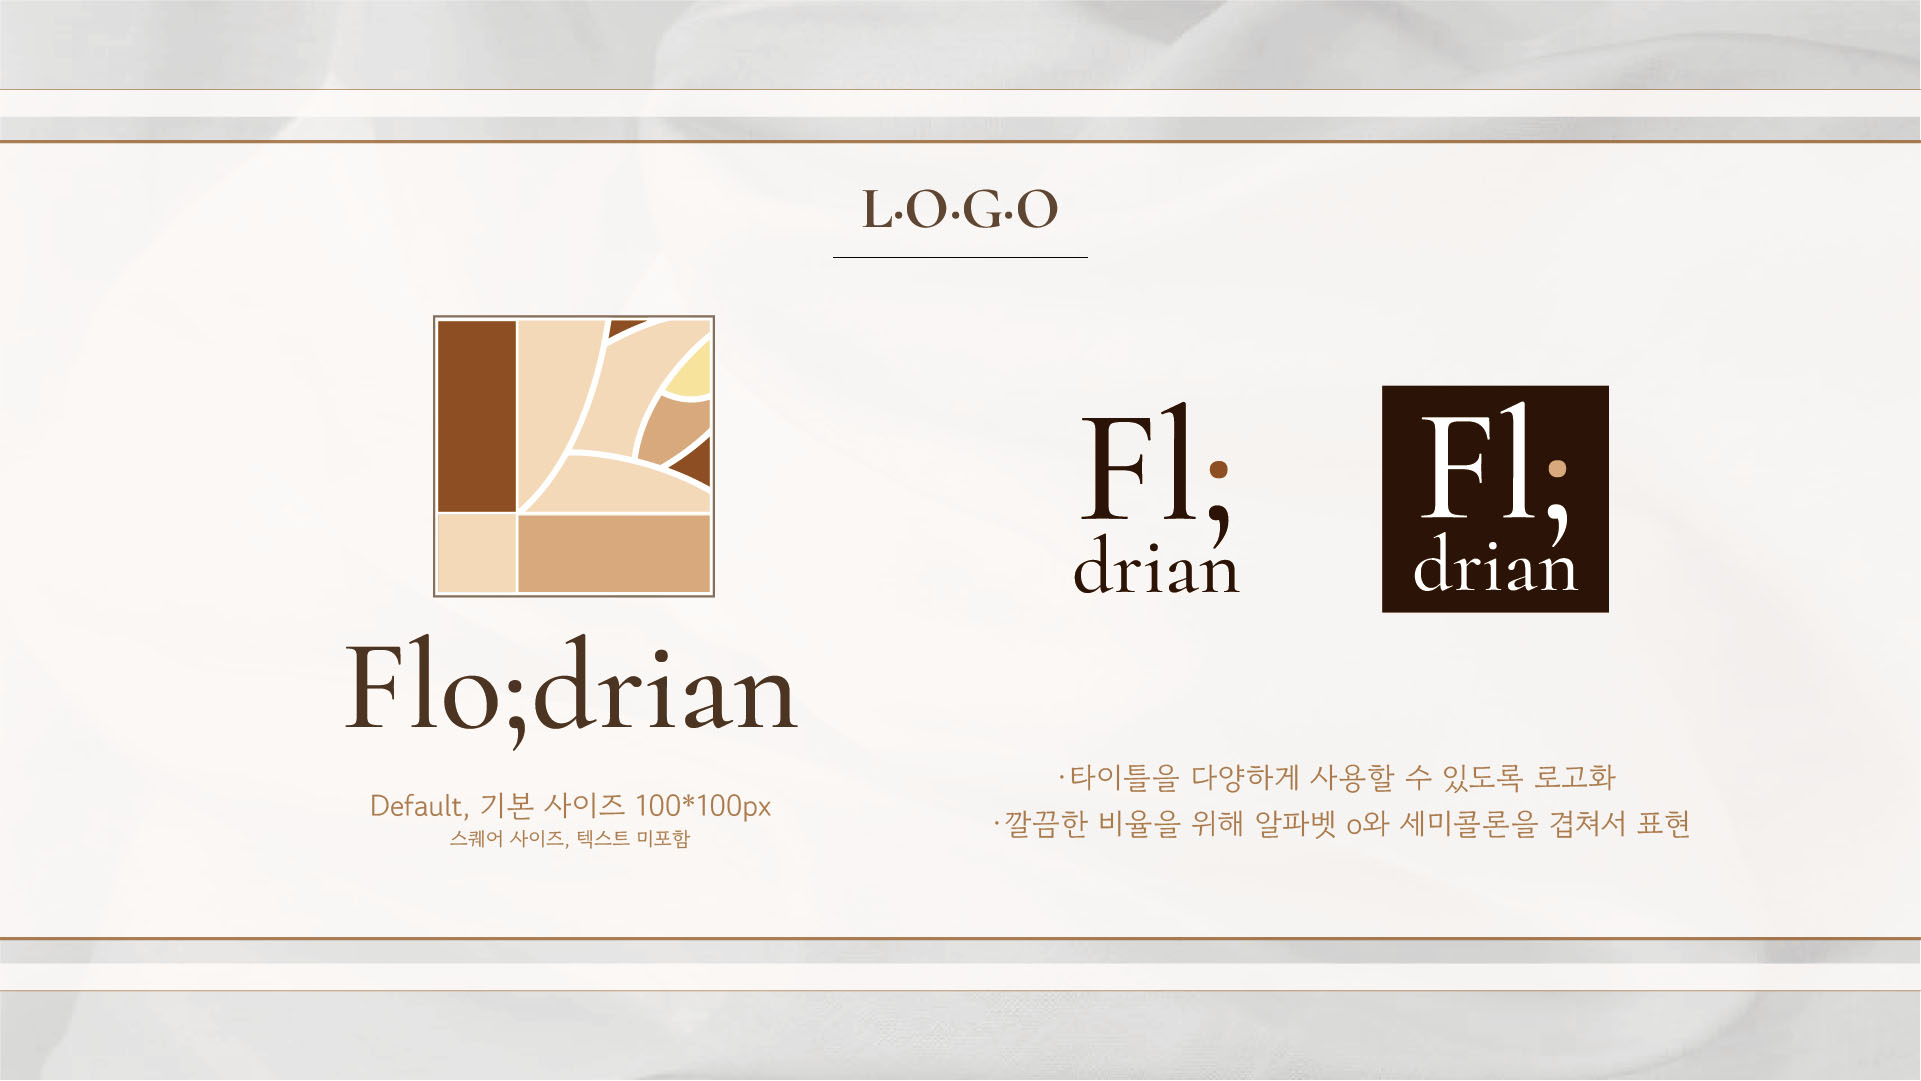 L·O·G·O
Flo;drian
Default, 기본 사이즈 100*100px
스퀘어 사이즈, 텍스트 미포함
Fl;
drian
Fl;
drian
·타이틀을 다양하게 사용할 수 있도록 로고화
·깔끔한 비율을 위해 알파벳 o와 세미콜론을 겹쳐서 표현